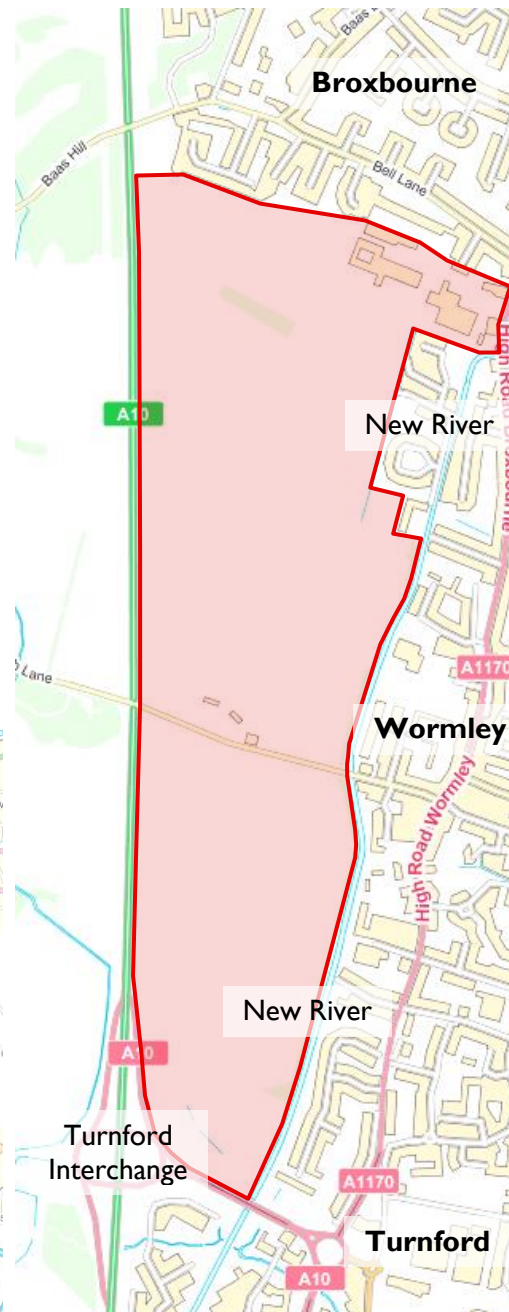 Broxbourne
Baas Hill
Bell Lane
A10
New River
High Road Broxbourne
Lane
A1170
Wormley
High Road Wormley
New River
A10
Turnford
Interchange
A1170
Turnford
A10